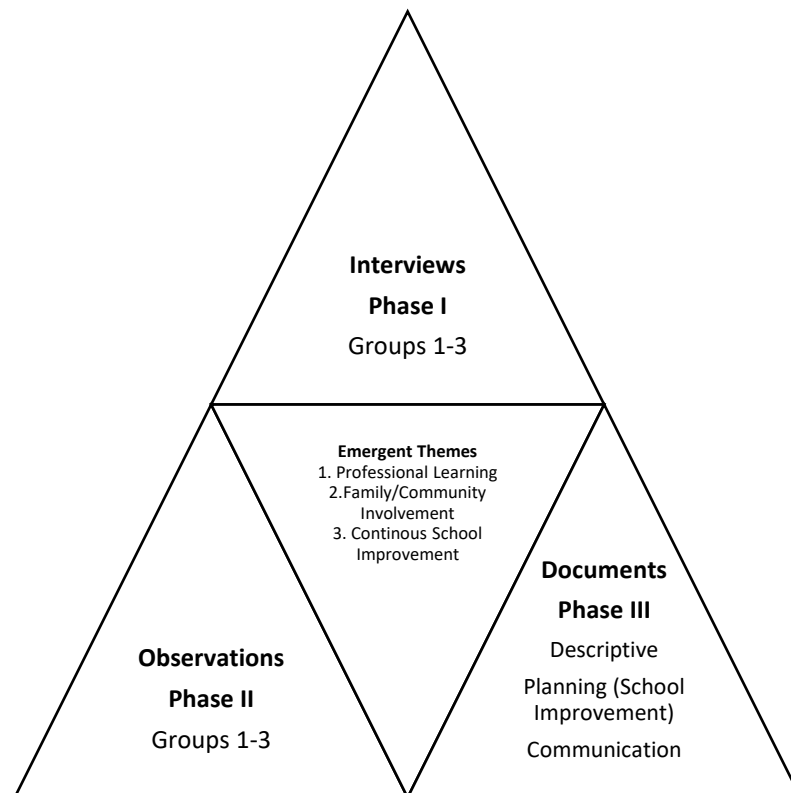 Interviews
Phase I
Groups 1-3
Emergent Themes
1. Professional Learning
2.Family/Community
Involvement
3. Continous School
Improvement
Observations
Phase II
Groups 1-3
Documents
Phase III
Descriptive
Planning (School
Improvement)
Communication